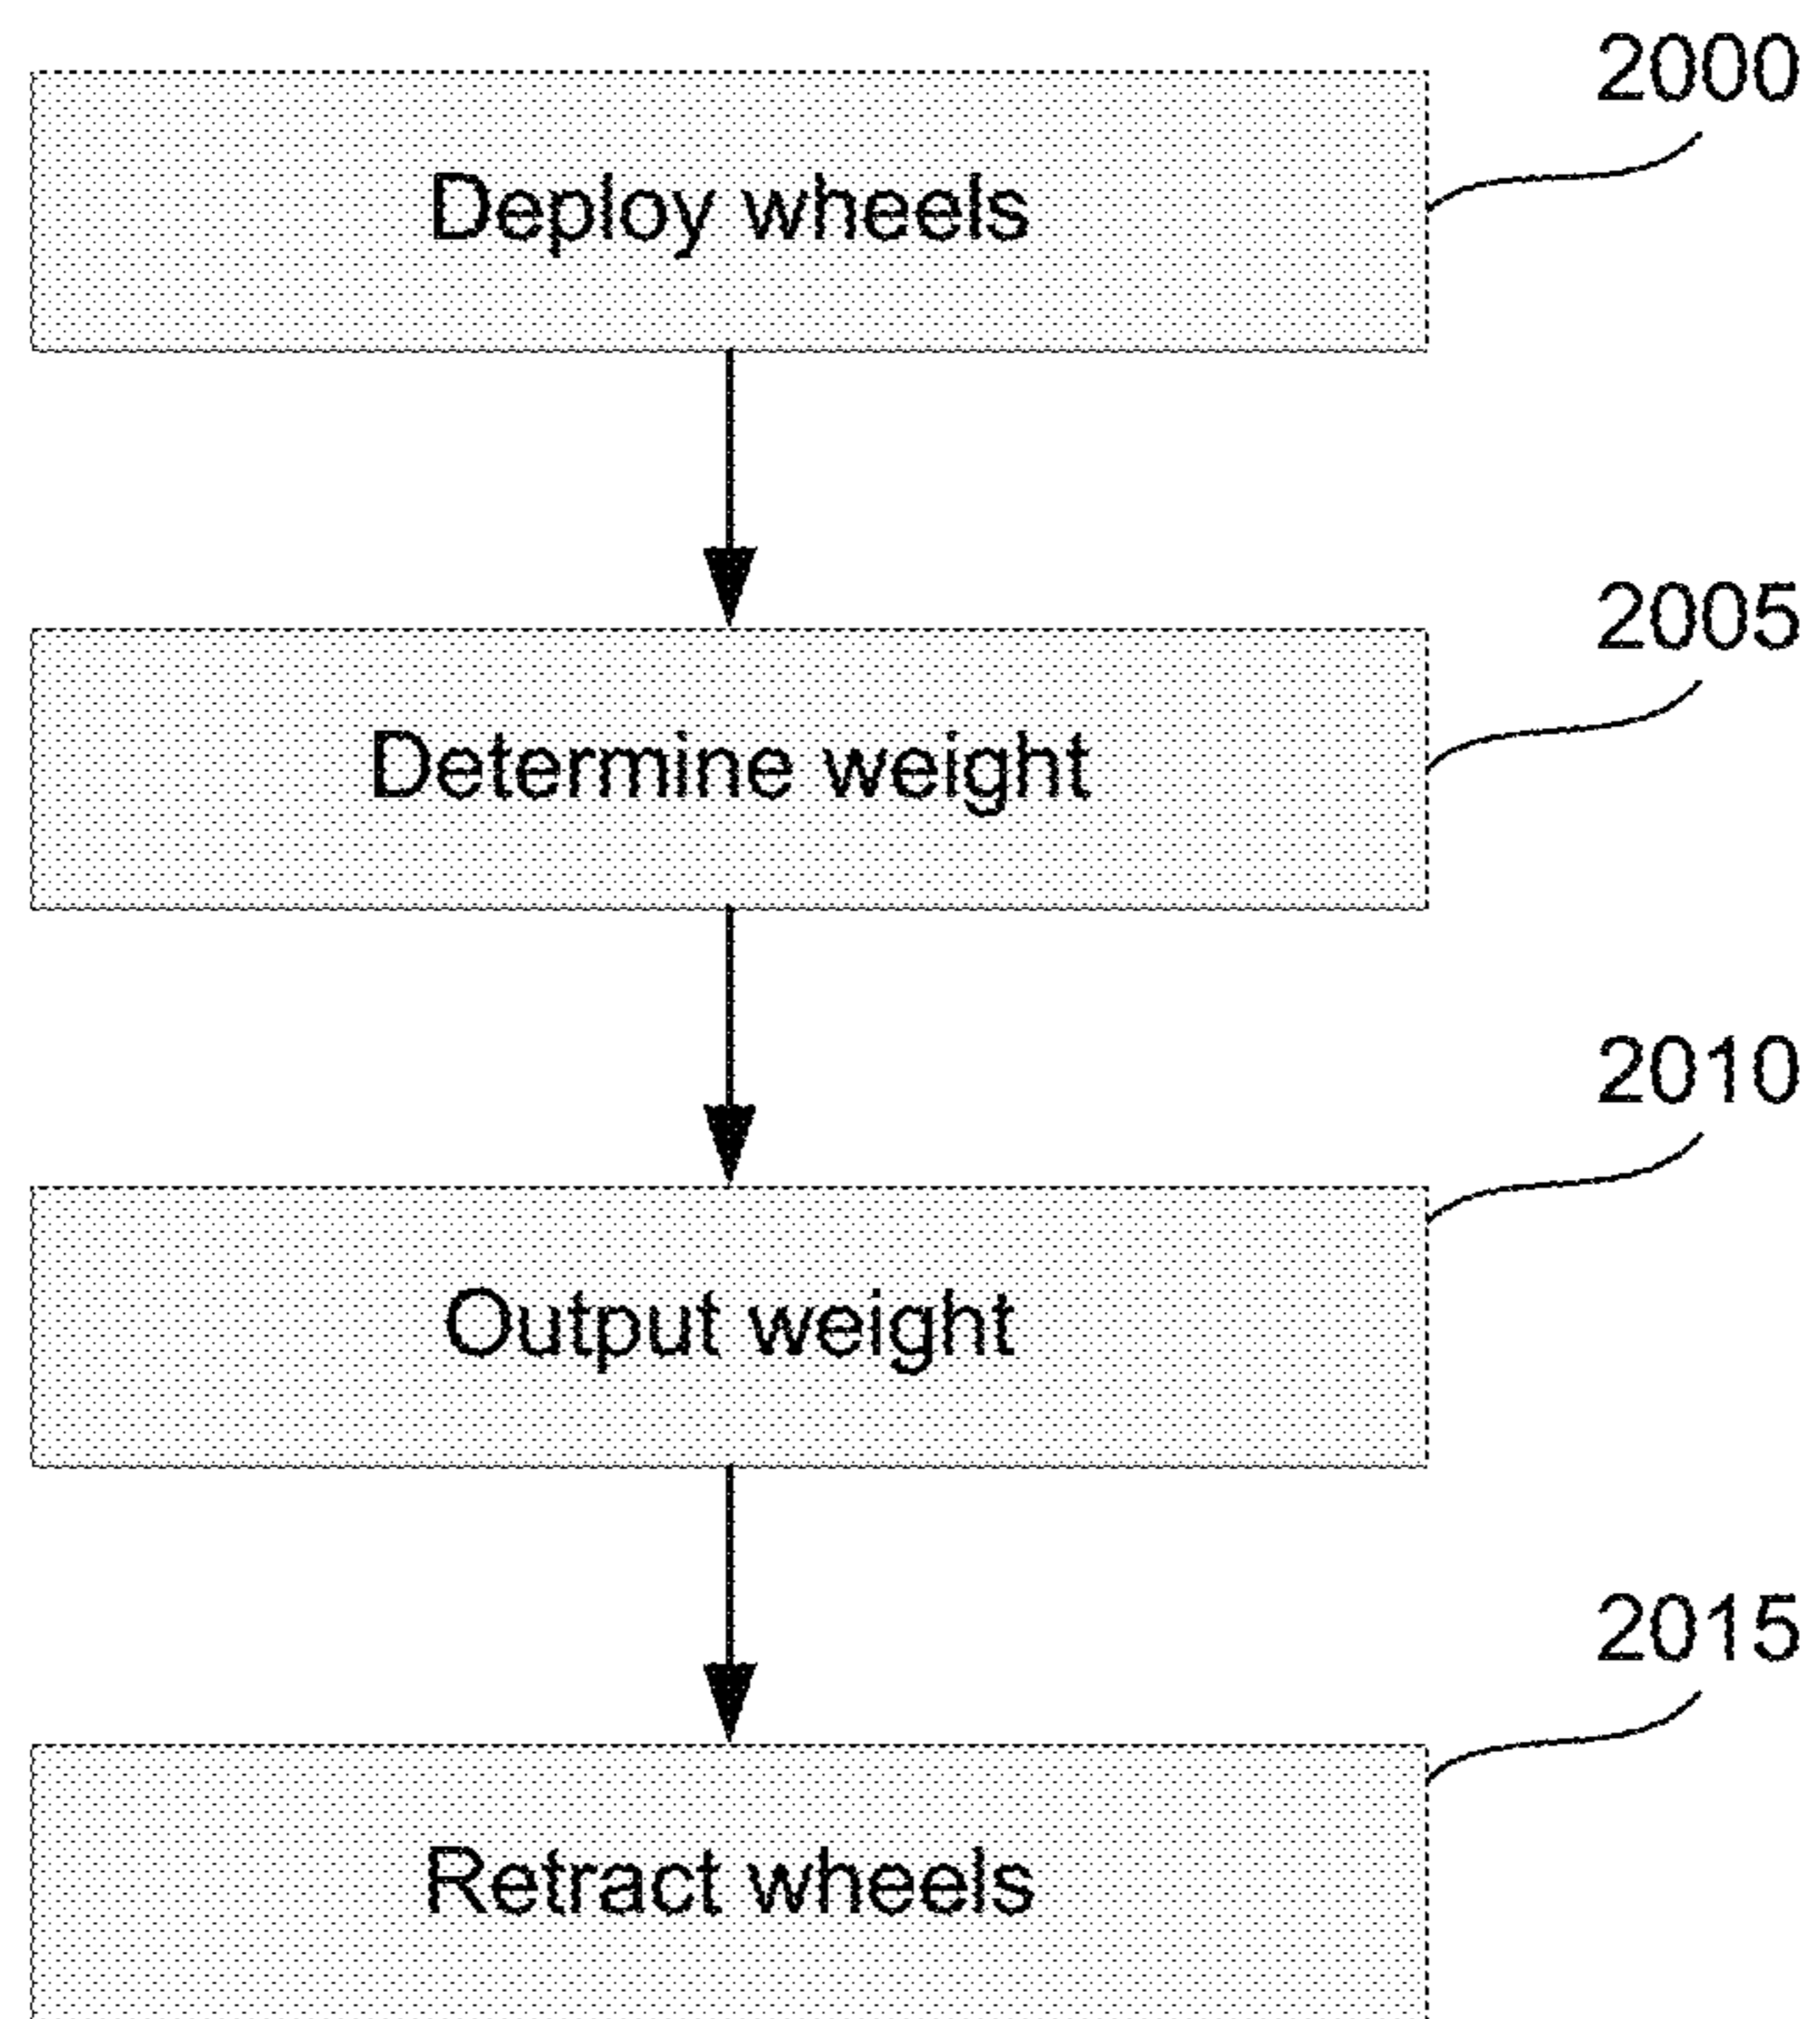 2000
Deploy wheels
2005
Determine weight
2010
Output weight
2015
Retract wheels